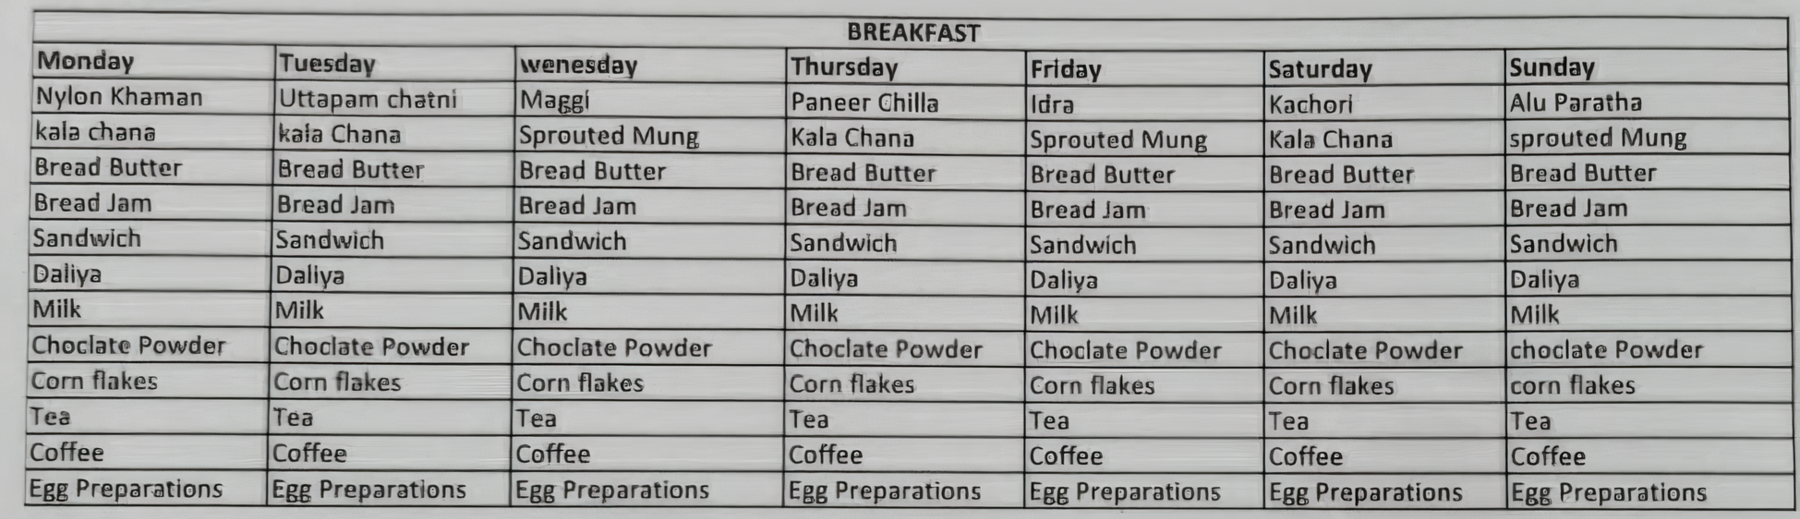 BREAKFAST
Monday Tuesday wenesday Thursday Friday Saturday Sunday
Nylon Khaman Uttapam chatni Maggi Paneer Chilla Idra Kachori Alu Paratha
kala chana kala Chana Sprouted Mung Kala Chana Sprouted Mung Kala Chana sprouted Mung
Bread Butter Bread Butter Bread Butter Bread Butter Bread Butter Bread Butter Bread Butter
Bread Jam Bread Jam Bread Jam Bread Jam Bread Jam Bread Jam Bread Jam
Sandwich Sandwich Sandwich Sandwich Sandwich Sandwich Sandwich
Daliya Daliya Daliya Daliya Daliya Daliya Daliya
Milk Milk Milk Milk Milk Milk Milk
Choclate Powder Choclate Powder Choclate Powder Choclate Powder Choclate Powder Choclate Powder choclate Powder
Corn flakes Corn flakes Corn flakes Corn flakes Corn flakes Corn flakes corn flakes
Tea Tea Tea Tea Tea Tea Tea
Coffee Coffee Coffee Coffee Coffee Coffee Coffee
Egg Preparations Egg Preparations Egg Preparations Egg Preparations Egg Preparations Egg Preparations Egg Preparations